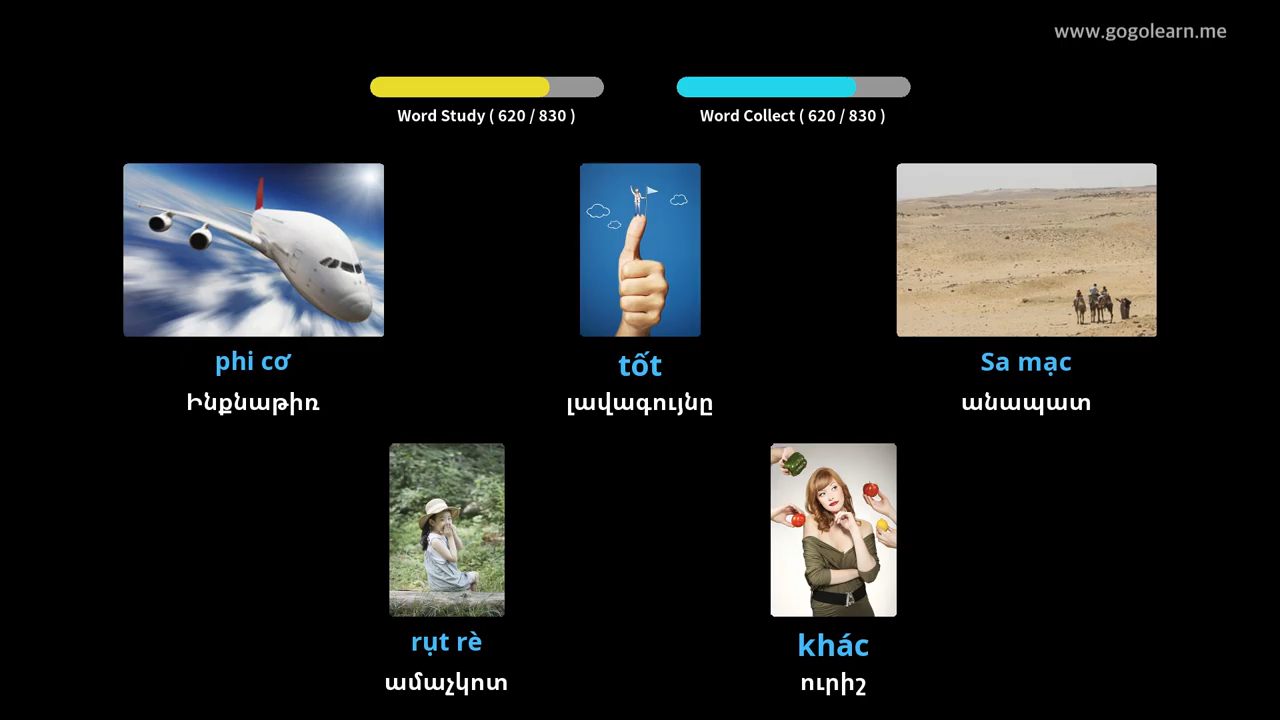 www.gogolearn.me
Word Study ( 620 / 830 )
Word Collect ( 620 / 830 )
phi cơ
Ինքնաթիռ
tốt
լավագույնը
Sa mạc
անապատ
rụt rè
ամաչկոտ
khác
ուրիշ